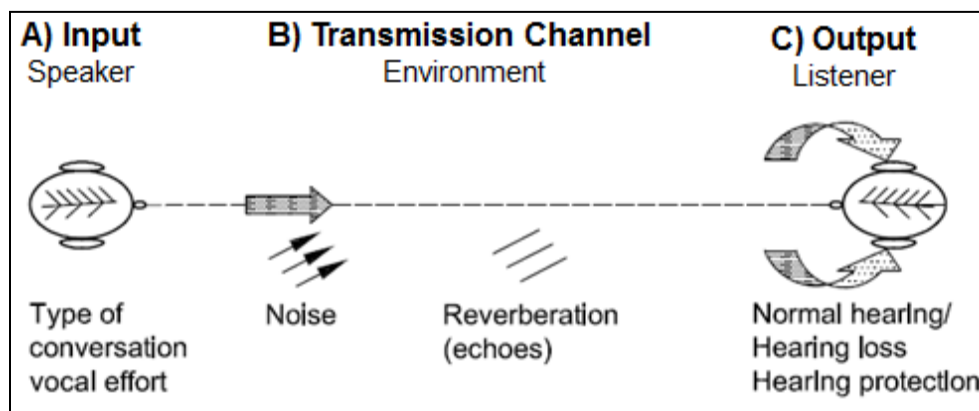 A) Input
Speaker
B) Transmission Channel
Environment
C) Output
Listener
Type of
conversation
vocal effort
Noise
Reverberation
(echoes)
Normal hearing/
Hearing loss
Hearing protection